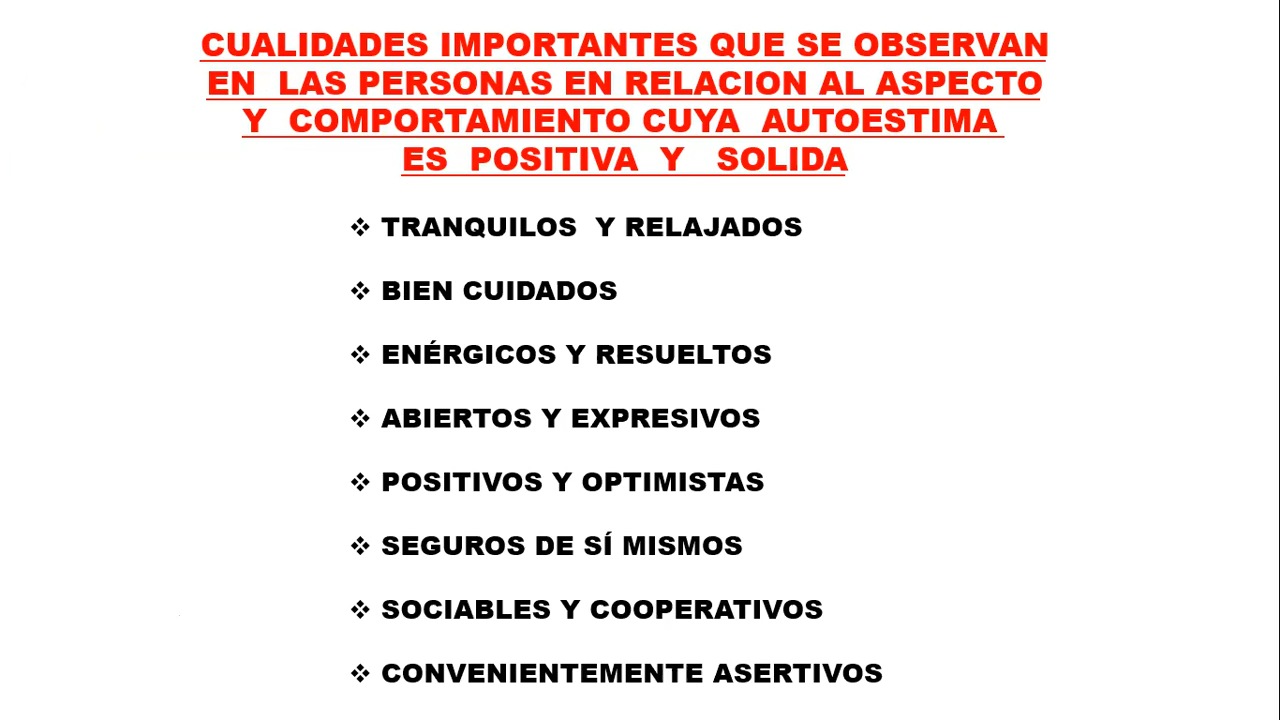 CUALIDADES IMPORTANTES QUE SE OBSERVAN
EN LAS PERSONAS EN RELACION AL ASPECTO
Y COMPORTAMIENTO CUYA AUTOESTIMA
ES POSITIVA Y SOLIDA
❖ TRANQUILOS Y RELAJADOS
❖ BIEN CUIDADOS
❖ ENÉRGICOS Y RESUELTOS
❖ ABIERTOS Y EXPRESIVOS
❖ POSITIVOS Y OPTIMISTAS
❖ SEGUROS DE SÍ MISMOS
❖ SOCIABLES Y COOPERATIVOS
❖ CONVENIENTEMENTE ASERTIVOS